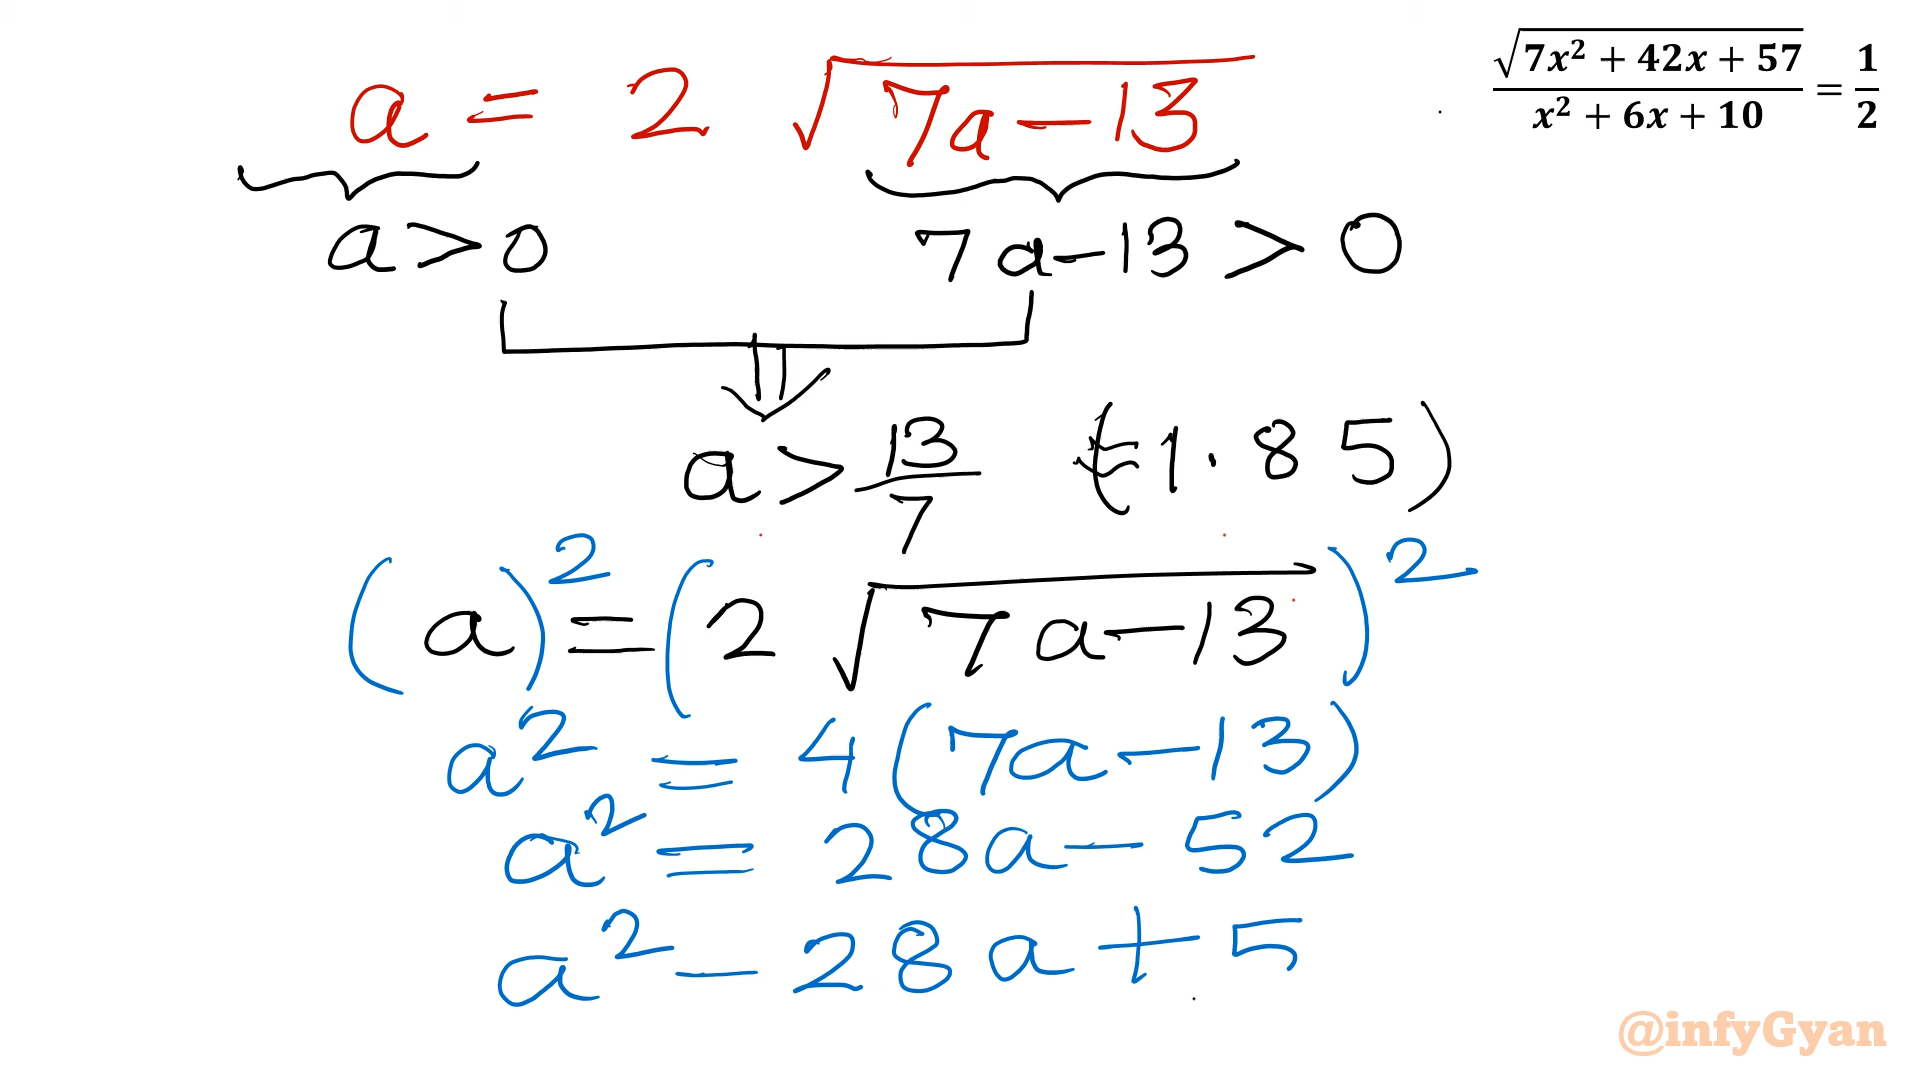 a = 2 √(7a-13)
√(7x² + 42x + 57) / (x² + 6x + 10) = 1/2
a > 0
7a-13 > 0
a > 13/7 (= 1.85)
(a)² = (2 √(7a-13))²
a² = 4(7a-13)
a² = 28a - 52
a² - 28a + 5
@infyGyan